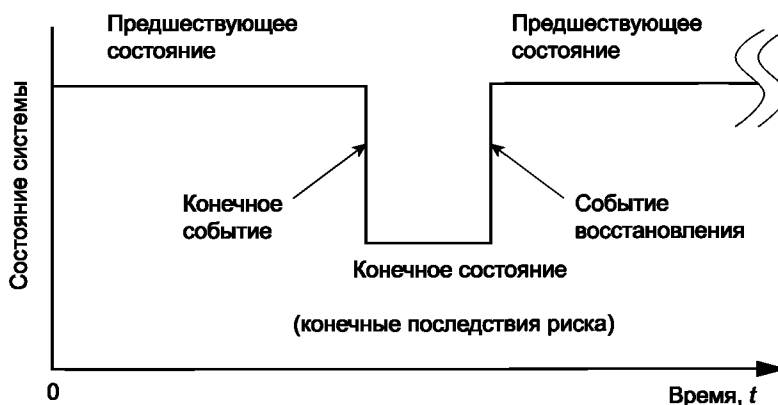 Предшествующее
состояние
Предшествующее
состояние
Состояние системы
Конечное
событие
Событие
восстановления
Конечное состояние
(конечные последствия риска)
0
Время, t